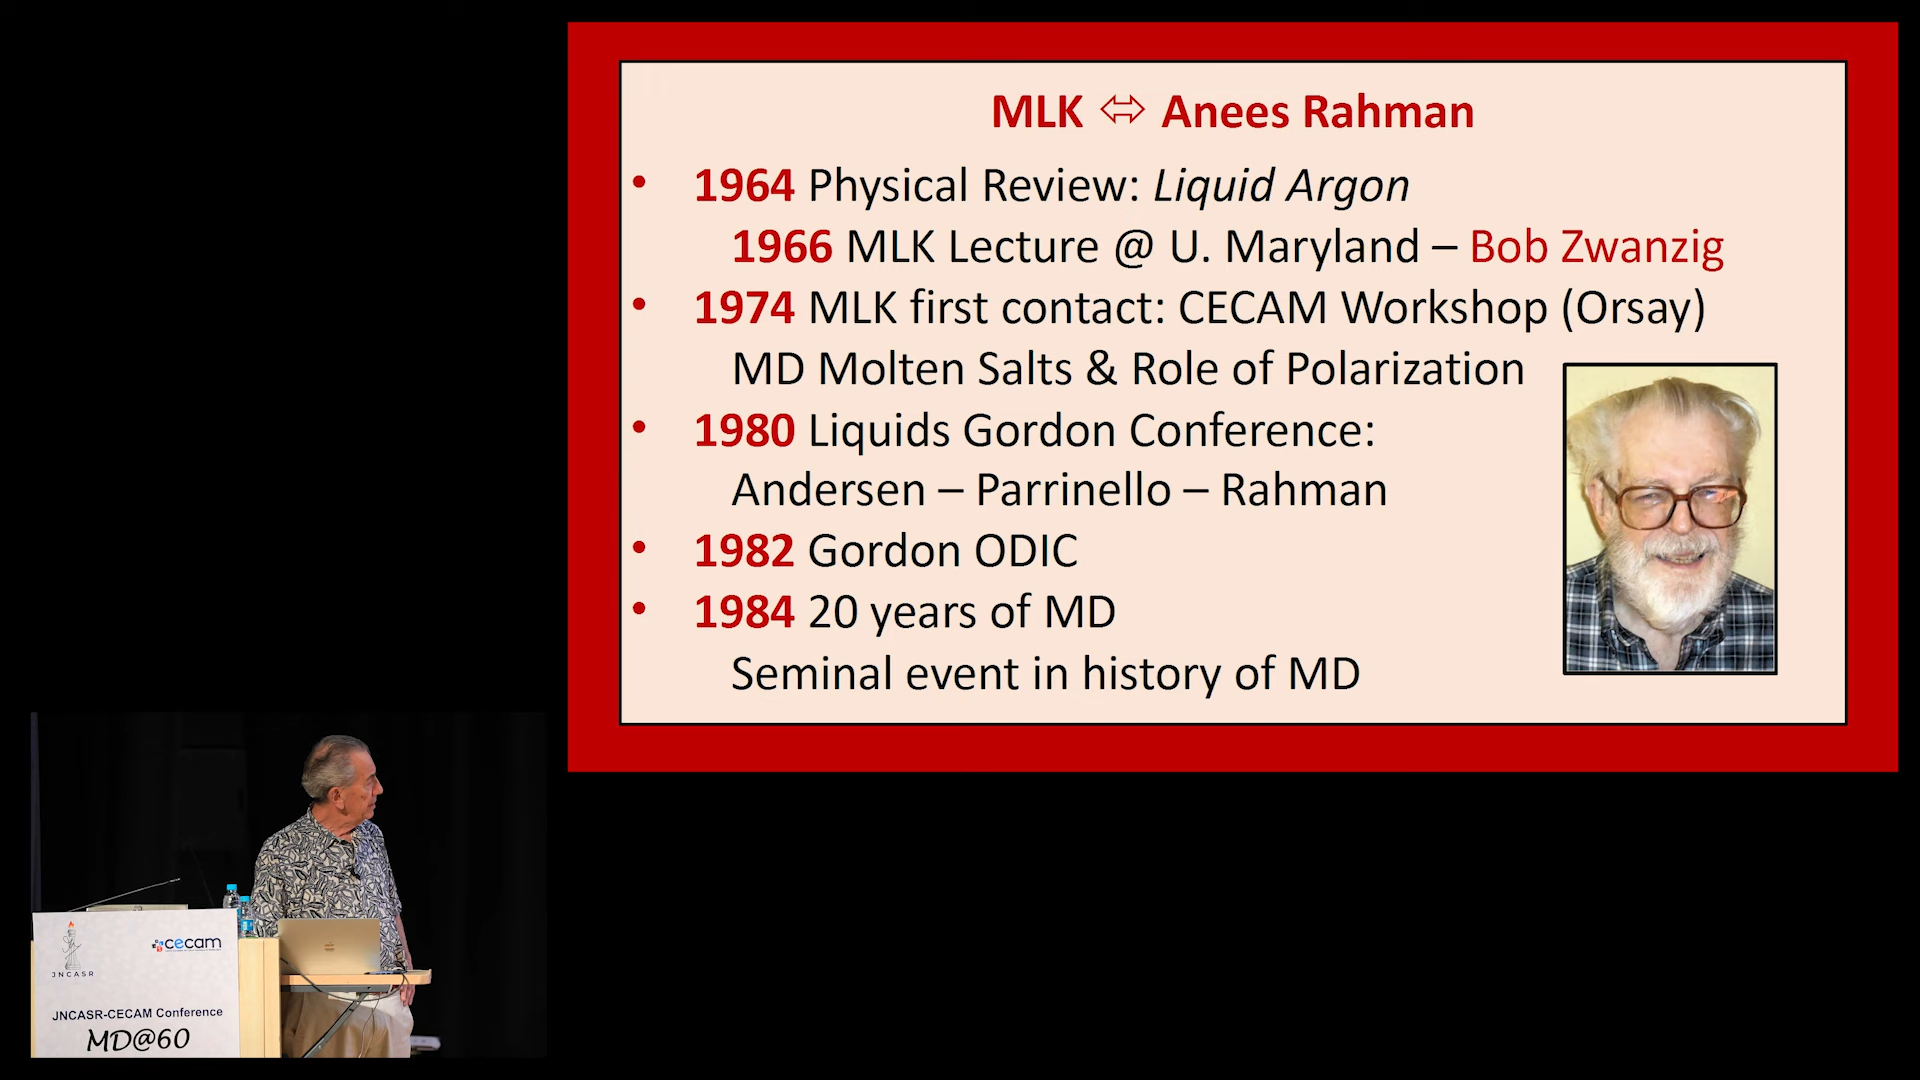 MLK ⬄ Anees Rahman
• 1964 Physical Review: Liquid Argon
1966 MLK Lecture @ U. Maryland – Bob Zwanzig
• 1974 MLK first contact: CECAM Workshop (Orsay)
MD Molten Salts & Role of Polarization
• 1980 Liquids Gordon Conference:
Andersen – Parrinello – Rahman
• 1982 Gordon ODIC
• 1984 20 years of MD
Seminal event in history of MD
JNCASR
cecam
JNCASR-CECAM Conference
MD@60